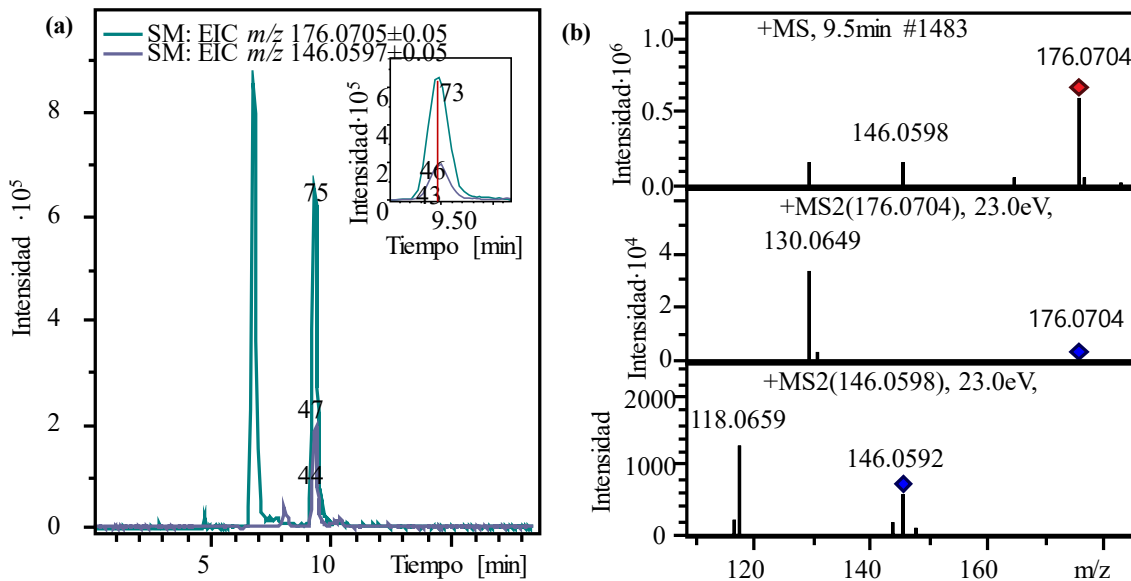 (a)
SM: EIC m/z 176.0705±0.05
SM: EIC m/z 146.0597±0.05
8
6
4
2
0
Intensidad ·10⁵
75
47
44
5
10
Tiempo [min]
6
4
2
0
Intensidad·10⁵
73
46
43
9.50
Tiempo [min]
(b)
+MS, 9.5min #1483
1.0
0.5
0.0
Intensidad·10⁶
146.0598
176.0704
+MS2(176.0704), 23.0eV,
4
2
0
Intensidad·10⁴
130.0649
176.0704
+MS2(146.0598), 23.0eV,
2000
1000
0
Intensidad
118.0659
146.0592
120
140
160
m/z